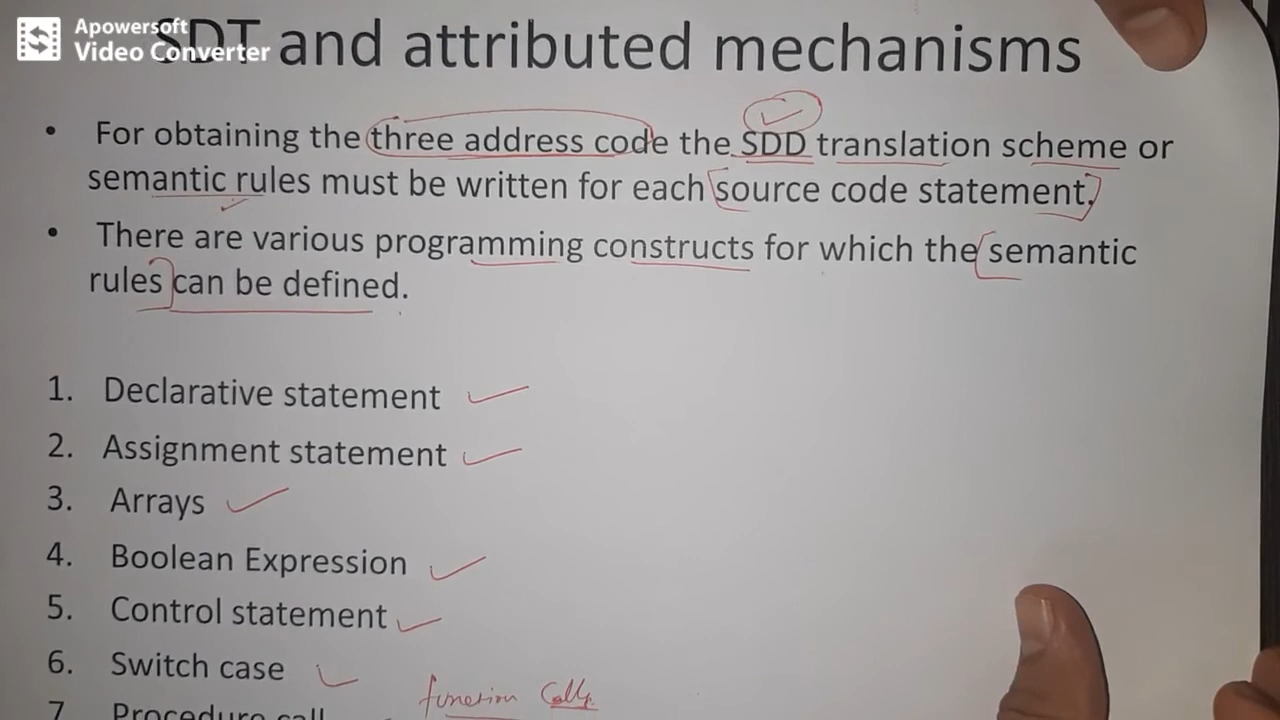 Apowersoft
Video Converter
SDT and attributed mechanisms
• For obtaining the three address code the SDD translation scheme or
semantic rules must be written for each source code statement.
• There are various programming constructs for which the semantic
rules can be defined.
1. Declarative statement
2. Assignment statement
3. Arrays
4. Boolean Expression
5. Control statement
6. Switch case
function Calls
7. Procedure call